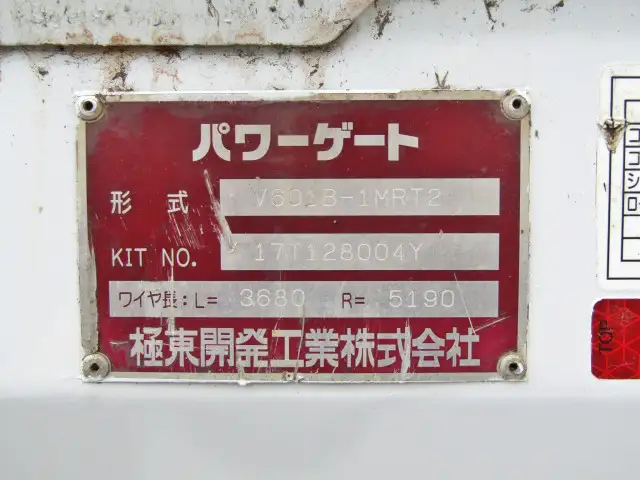 パワーゲート
形 式 V601B-1MRT2
KIT NO. 17T128004Y
ワイヤ長:L= 3680 R= 5190
極東開発工業株式会社
TOP